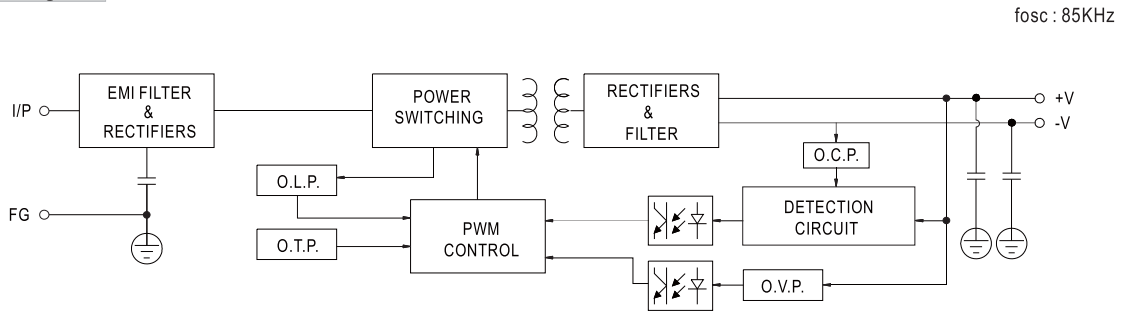 fosc : 85KHz
I/P
EMI FILTER
&
RECTIFIERS
POWER
SWITCHING
RECTIFIERS
&
FILTER
+V
-V
O.C.P.
O.L.P.
DETECTION
CIRCUIT
FG
PWM
CONTROL
O.T.P.
O.V.P.